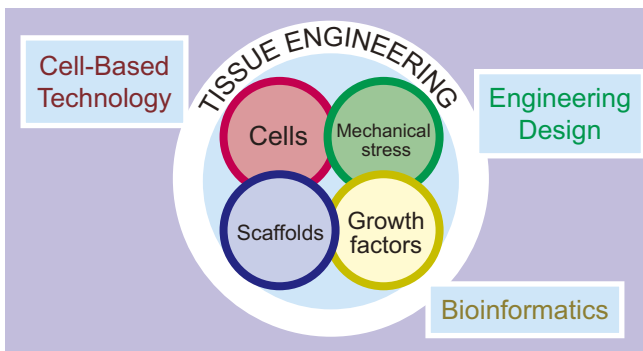 TISSUE ENGINEERING
Cell-Based
Technology
Engineering
Design
Cells
Mechanical
stress
Scaffolds
Growth
factors
Bioinformatics